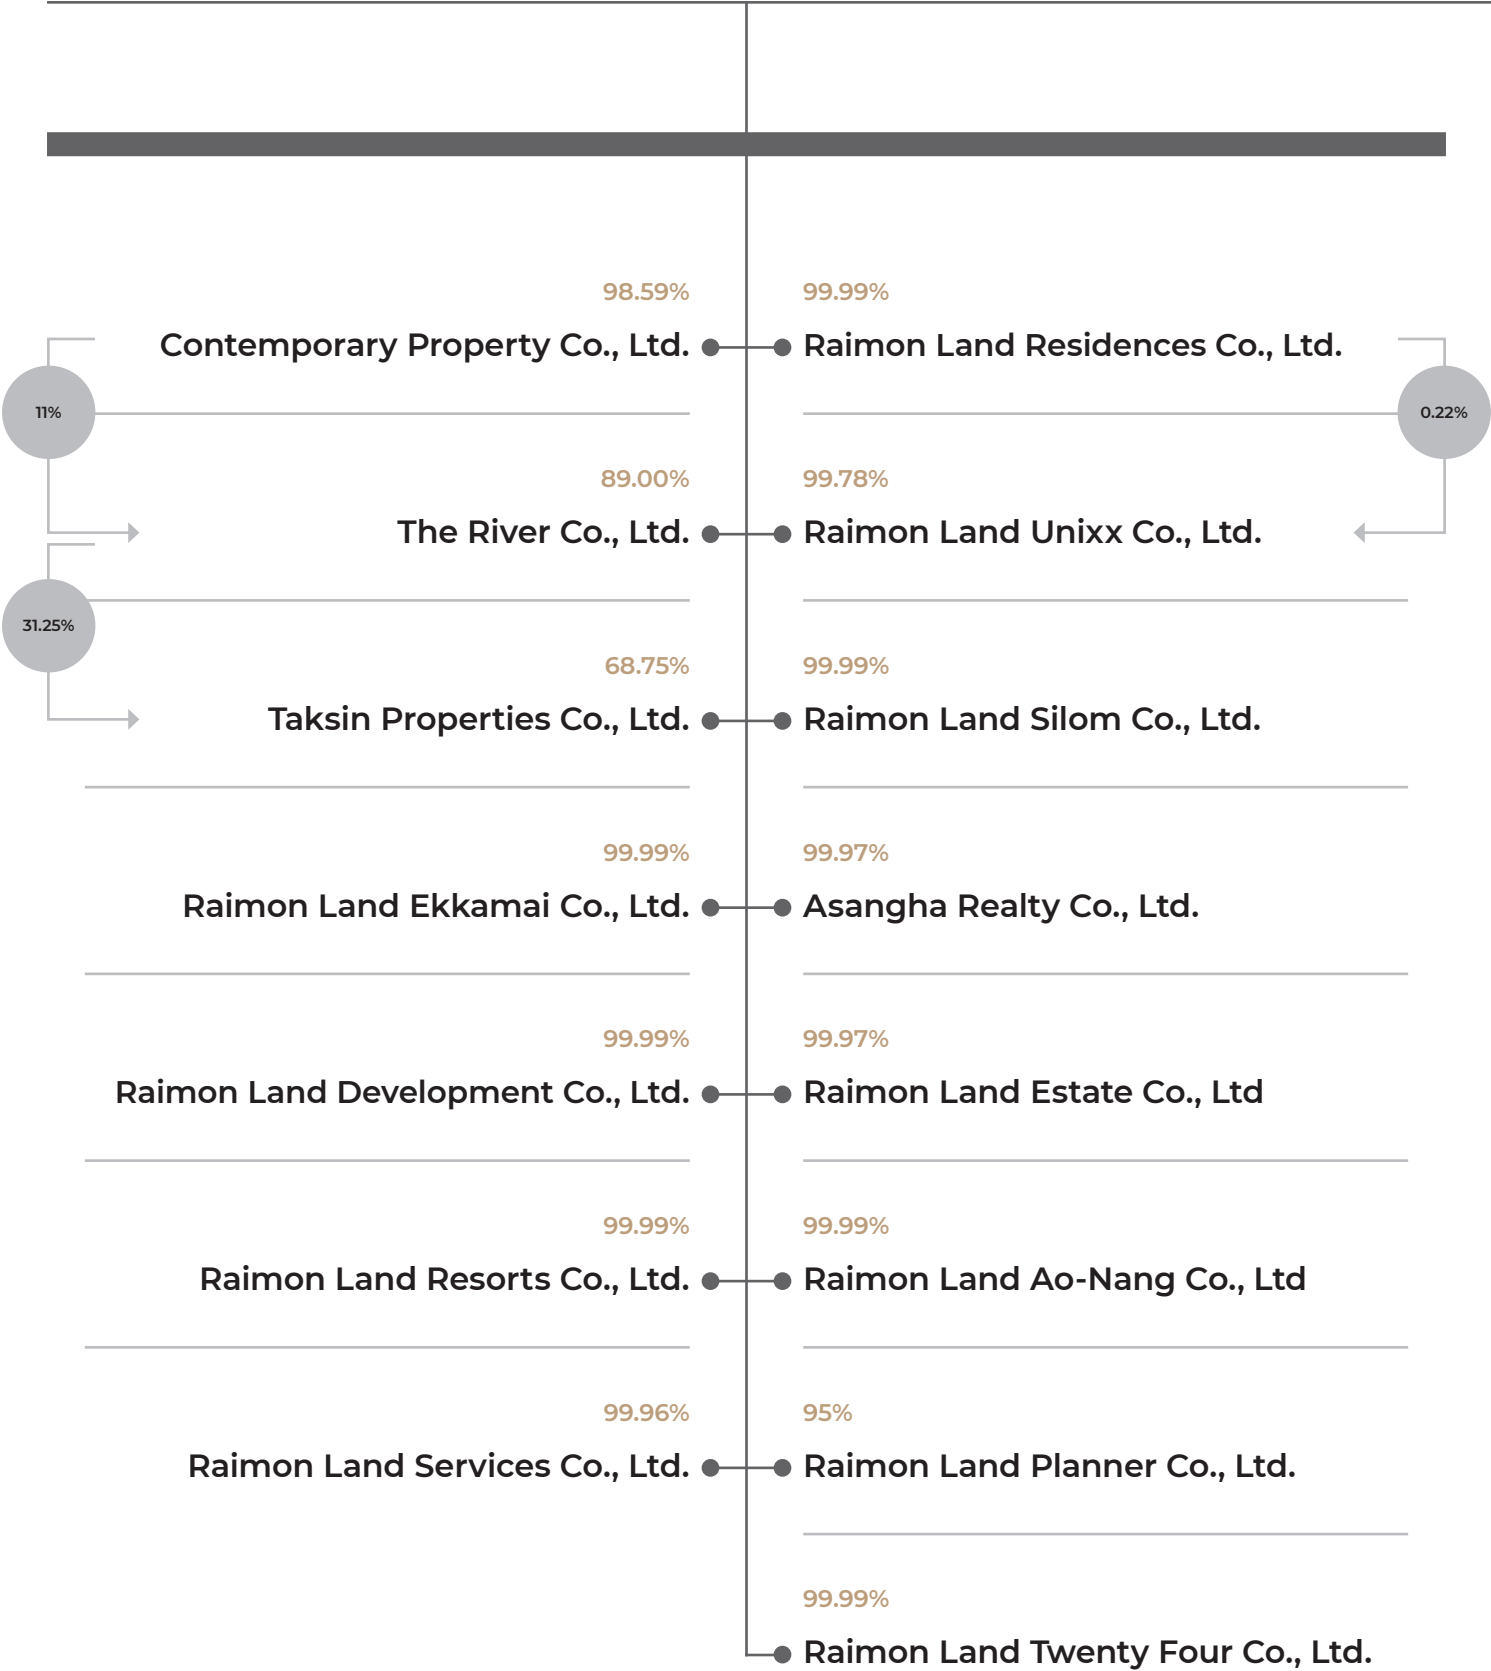 98.59%
Contemporary Property Co., Ltd.
99.99%
Raimon Land Residences Co., Ltd.
11%
0.22%
89.00%
The River Co., Ltd.
99.78%
Raimon Land Unixx Co., Ltd.
31.25%
68.75%
Taksin Properties Co., Ltd.
99.99%
Raimon Land Silom Co., Ltd.
99.99%
Raimon Land Ekkamai Co., Ltd.
99.97%
Asangha Realty Co., Ltd.
99.99%
Raimon Land Development Co., Ltd.
99.97%
Raimon Land Estate Co., Ltd
99.99%
Raimon Land Resorts Co., Ltd.
99.99%
Raimon Land Ao-Nang Co., Ltd
99.96%
Raimon Land Services Co., Ltd.
95%
Raimon Land Planner Co., Ltd.
99.99%
Raimon Land Twenty Four Co., Ltd.